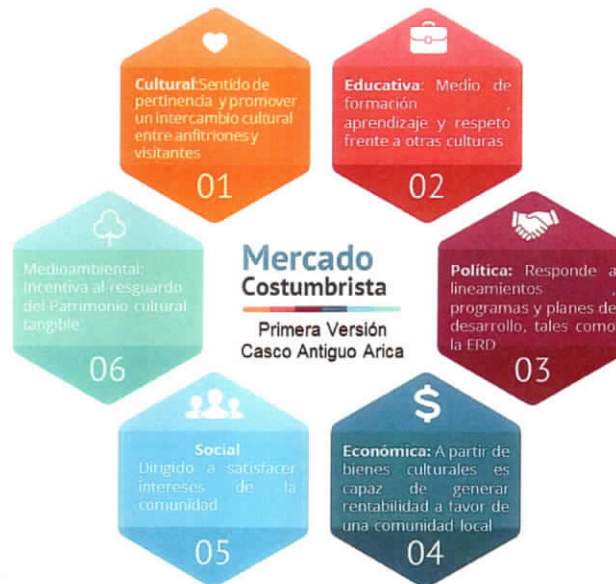 Cultural:Sentido de
pertinencia y promover
un intercambio cultural
entre anfitriones y
visitantes
01
Educativa: Medio de
formación ,
aprendizaje y respeto
frente a otras culturas
02
Política: Responde a
lineamientos ,
programas y planes de
desarrollo, tales como
la ERD
03
Económica: A partir de
bienes culturales es
capaz de generar
rentabilidad a favor de
una comunidad local
04
Social
Dirigido a satisfacer
intereses de la
comunidad
05
Medioambiental:
Incentiva al resguardo
del Patrimonio cultural
tangible
06
Mercado
Costumbrista
Primera Versión
Casco Antiguo Arica